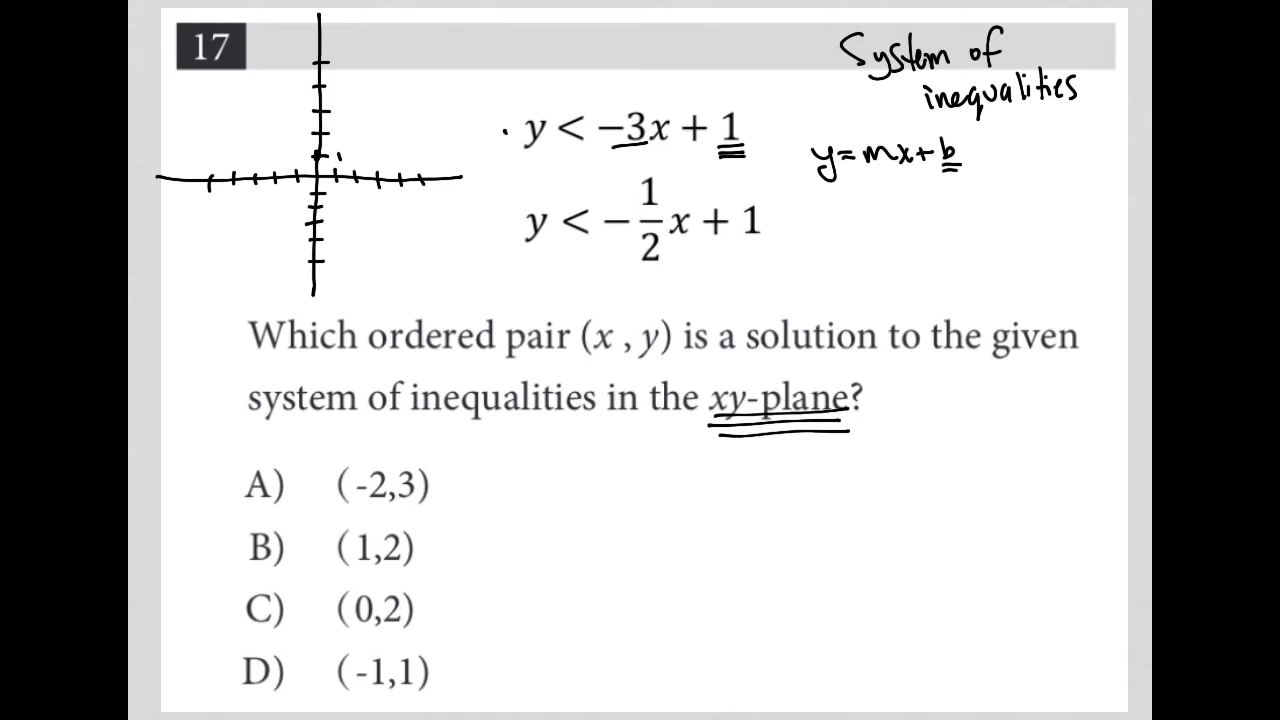 17
System of
inequalities
y < −3x + 1
y = mx + b
y < −1/2x + 1
Which ordered pair (x , y) is a solution to the given
system of inequalities in the xy-plane?
A) (-2,3)
B) (1,2)
C) (0,2)
D) (-1,1)